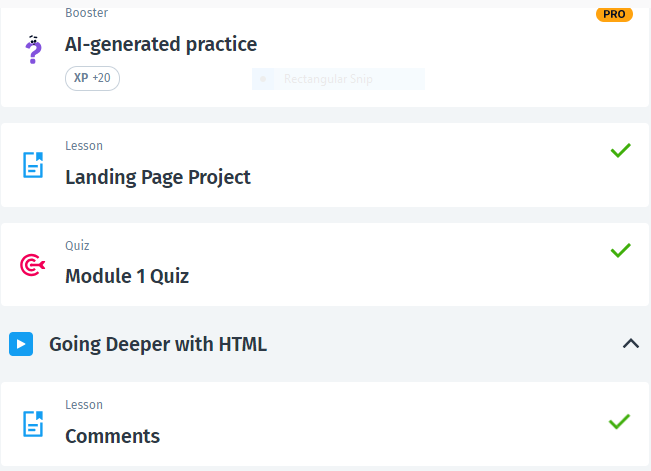 Booster
PRO
AI-generated practice
XP +20
Rectangular Snip
Lesson
Landing Page Project
Quiz
Module 1 Quiz
Going Deeper with HTML
Lesson
Comments